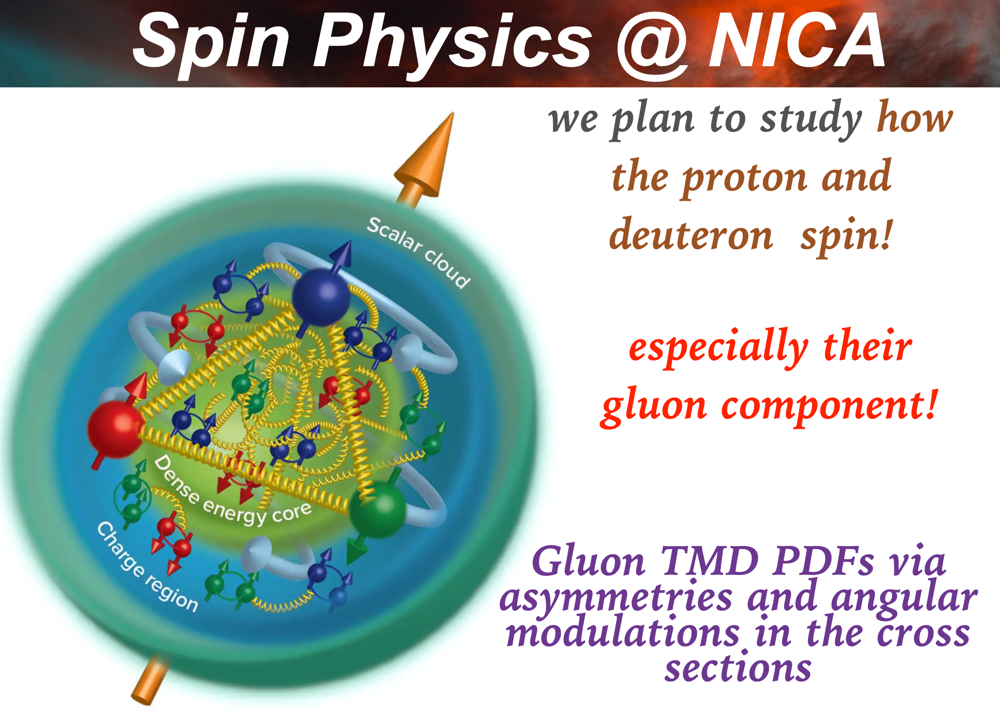 Spin Physics @ NICA
we plan to study how
the proton and
deuteron spin!
especially their
gluon component!
Gluon TMD PDFs via
asymmetries and angular
modulations in the cross
sections
Scalar cloud
Dense energy core
Charge region